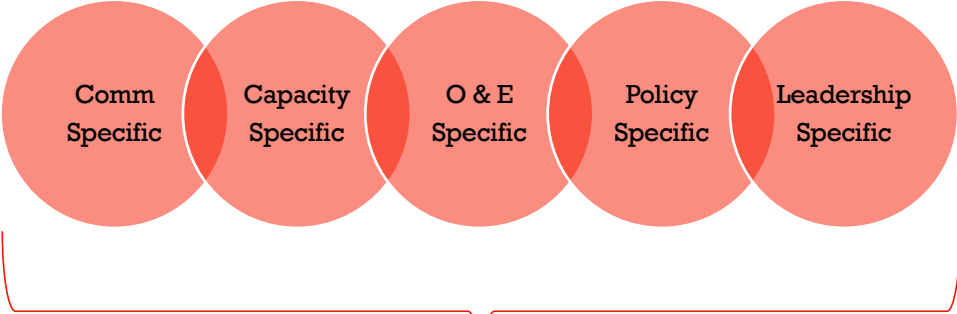 Comm
Specific
Capacity
Specific
O & E
Specific
Policy
Specific
Leadership
Specific